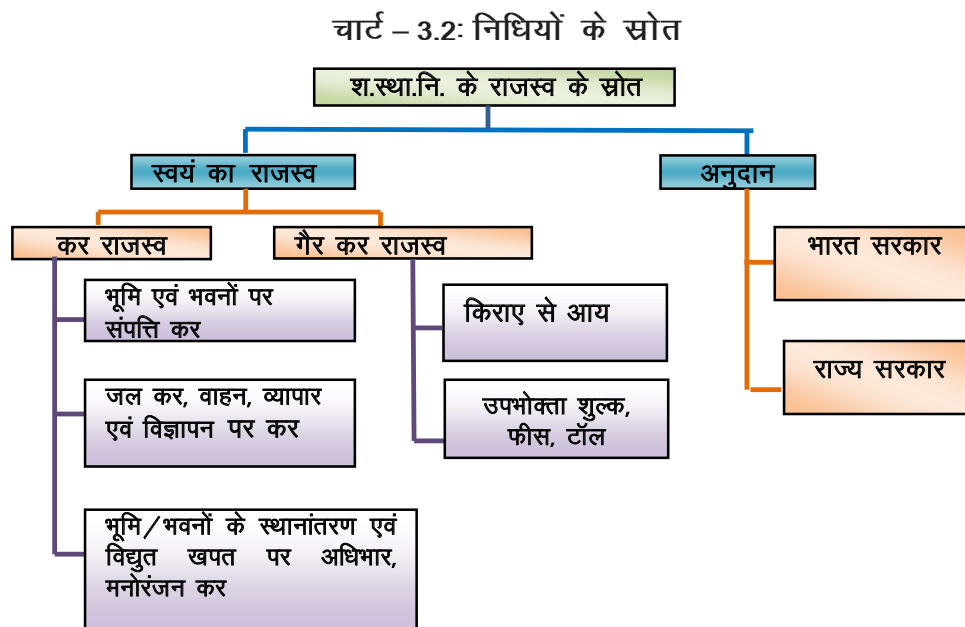 चार्ट – 3.2: निधियों के स्रोत
श.स्था.नि. के राजस्व के स्रोत
स्वयं का राजस्व
अनुदान
कर राजस्व
गैर कर राजस्व
भारत सरकार
भूमि एवं भवनों पर
संपत्ति कर
किराए से आय
राज्य सरकार
जल कर, वाहन, व्यापार
एवं विज्ञापन पर कर
उपभोक्ता शुल्क,
फीस, टॉल
भूमि/भवनों के स्थानांतरण एवं
विद्युत खपत पर अधिभार,
मनोरंजन कर